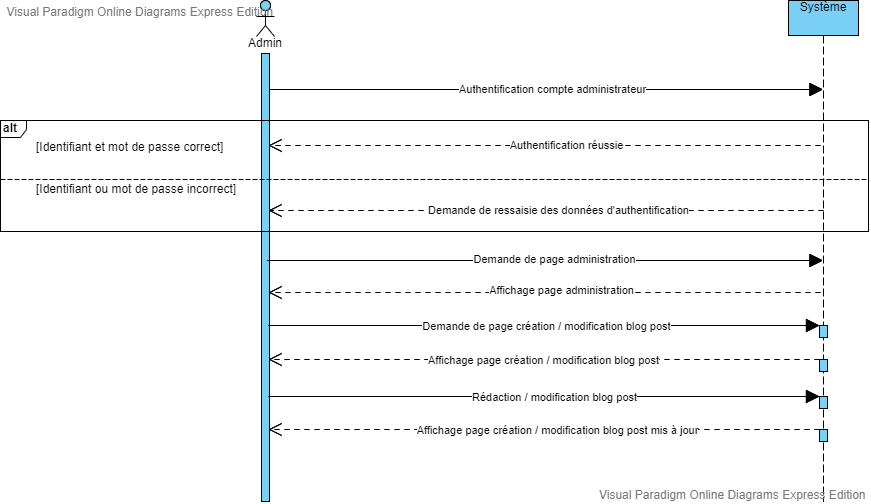 Visual Paradigm Online Diagrams Express Edition
Système
Admin
Authentification compte administrateur
alt
[Identifiant et mot de passe correct]
Authentification réussie
[Identifiant ou mot de passe incorrect]
Demande de ressaisie des données d'authentification
Demande de page administration
Affichage page administration
Demande de page création / modification blog post
Affichage page création / modification blog post
Rédaction / modification blog post
Affichage page création / modification blog post mis à jour
Visual Paradigm Online Diagrams Express Edition